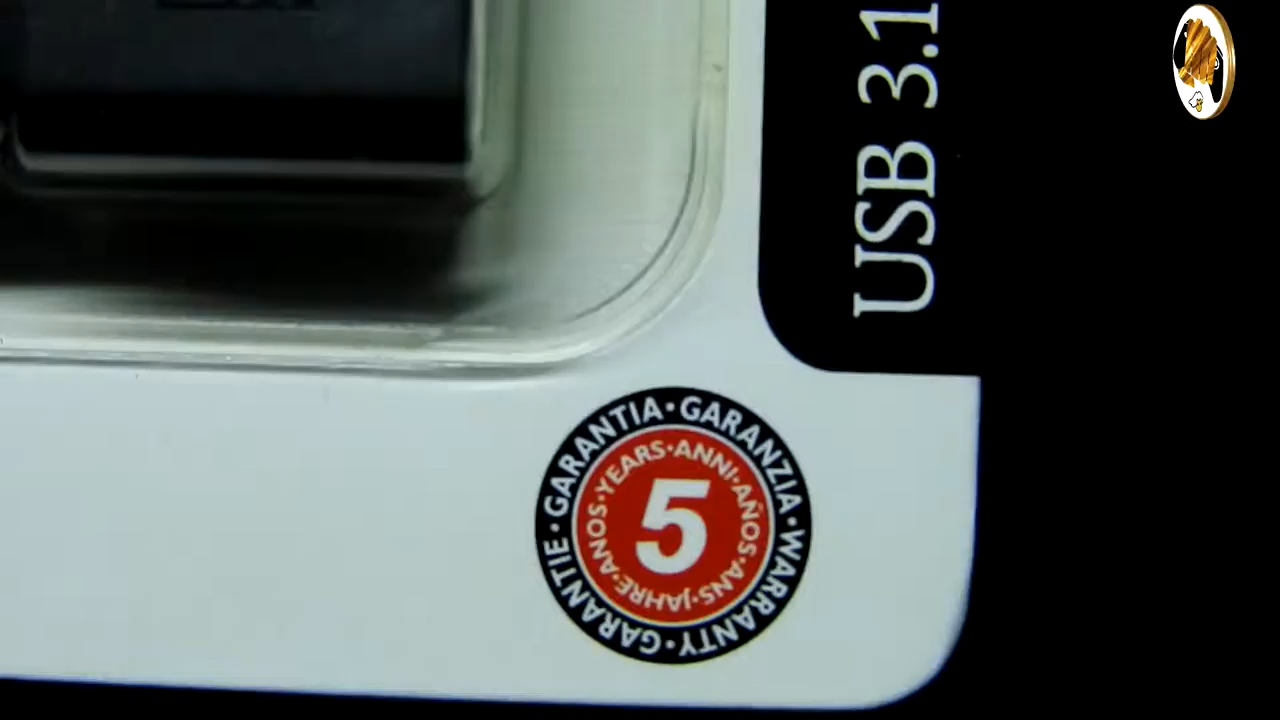 USB 3.1
GARANTIA · GARANZIA · WARRANTY · GARANTIE ·
YEARS · ANNI · AÑOS · ANS · JAHRE · ANOS ·
5